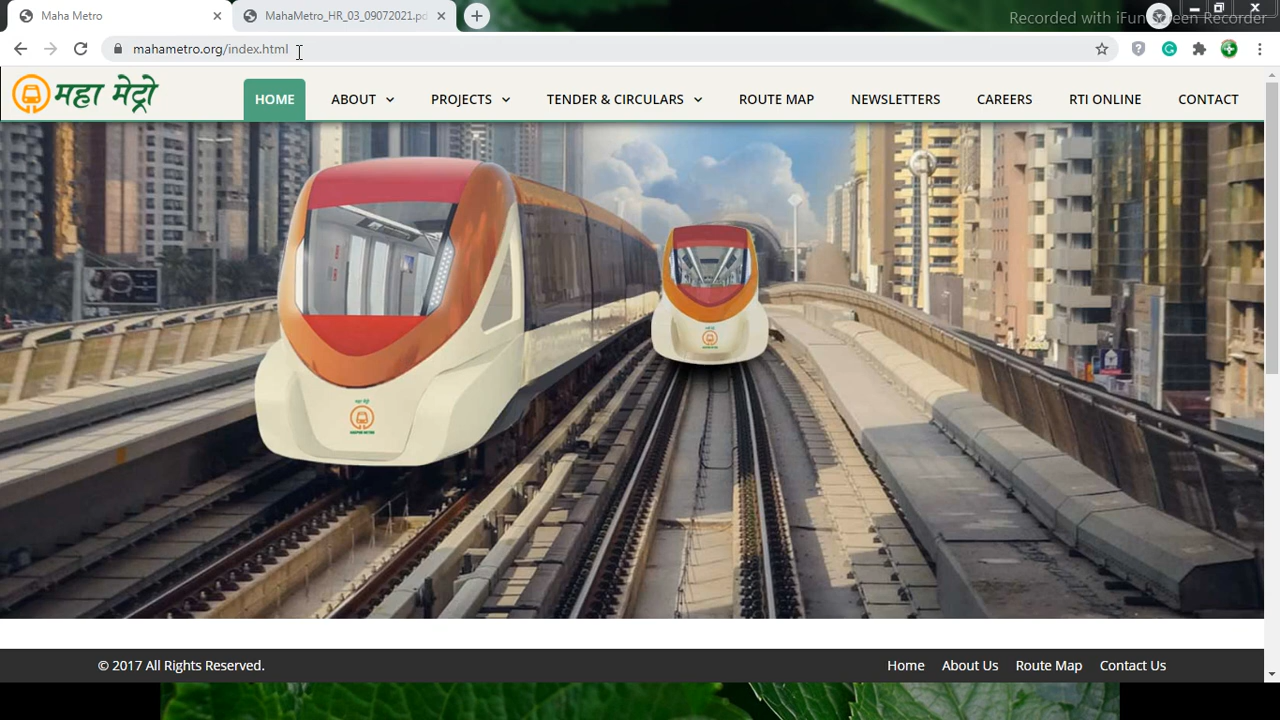 Maha Metro
MahaMetro_HR_03_09072021.pd
Recorded with iFun Screen Recorder
mahametro.org/index.html
महा मेट्रो
HOME ABOUT PROJECTS TENDER & CIRCULARS ROUTE MAP NEWSLETTERS CAREERS RTI ONLINE CONTACT
© 2017 All Rights Reserved.
Home About Us Route Map Contact Us